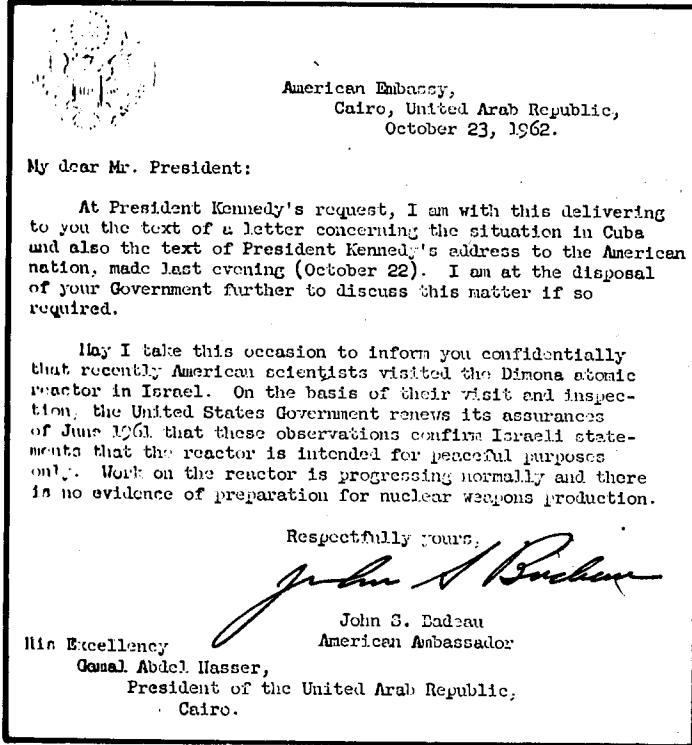 American Embassy,
Cairo, United Arab Republic,
October 23, 1962.
My dear Mr. President:
At President Kennedy's request, I am with this delivering
to you the text of a letter concerning the situation in Cuba
and also the text of President Kennedy's address to the American
nation, made last evening (October 22). I am at the disposal
of your Government further to discuss this matter if so
required.
May I take this occasion to inform you confidentially
that recently American scientists visited the Dimona atomic
reactor in Israel. On the basis of their visit and inspec-
tion, the United States Government renews its assurances
of June 1961 that these observations confirm Israeli state-
ments that the reactor is intended for peaceful purposes
only. Work on the reactor is progressing normally and there
is no evidence of preparation for nuclear weapons production.
Respectfully yours,
John S Badeau
John S. Badeau
American Ambassador
His Excellency
Gamal Abdel Nasser,
President of the United Arab Republic,
Cairo.